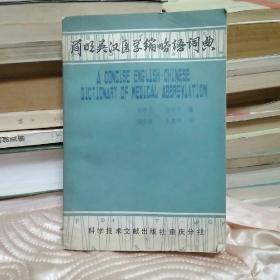 简明英汉医学缩略语词典
A CONCISE ENGLISH-CHINESE
DICTIONARY OF MEDICAL ABBREVIATION
科学技术文献出版社重庆分社